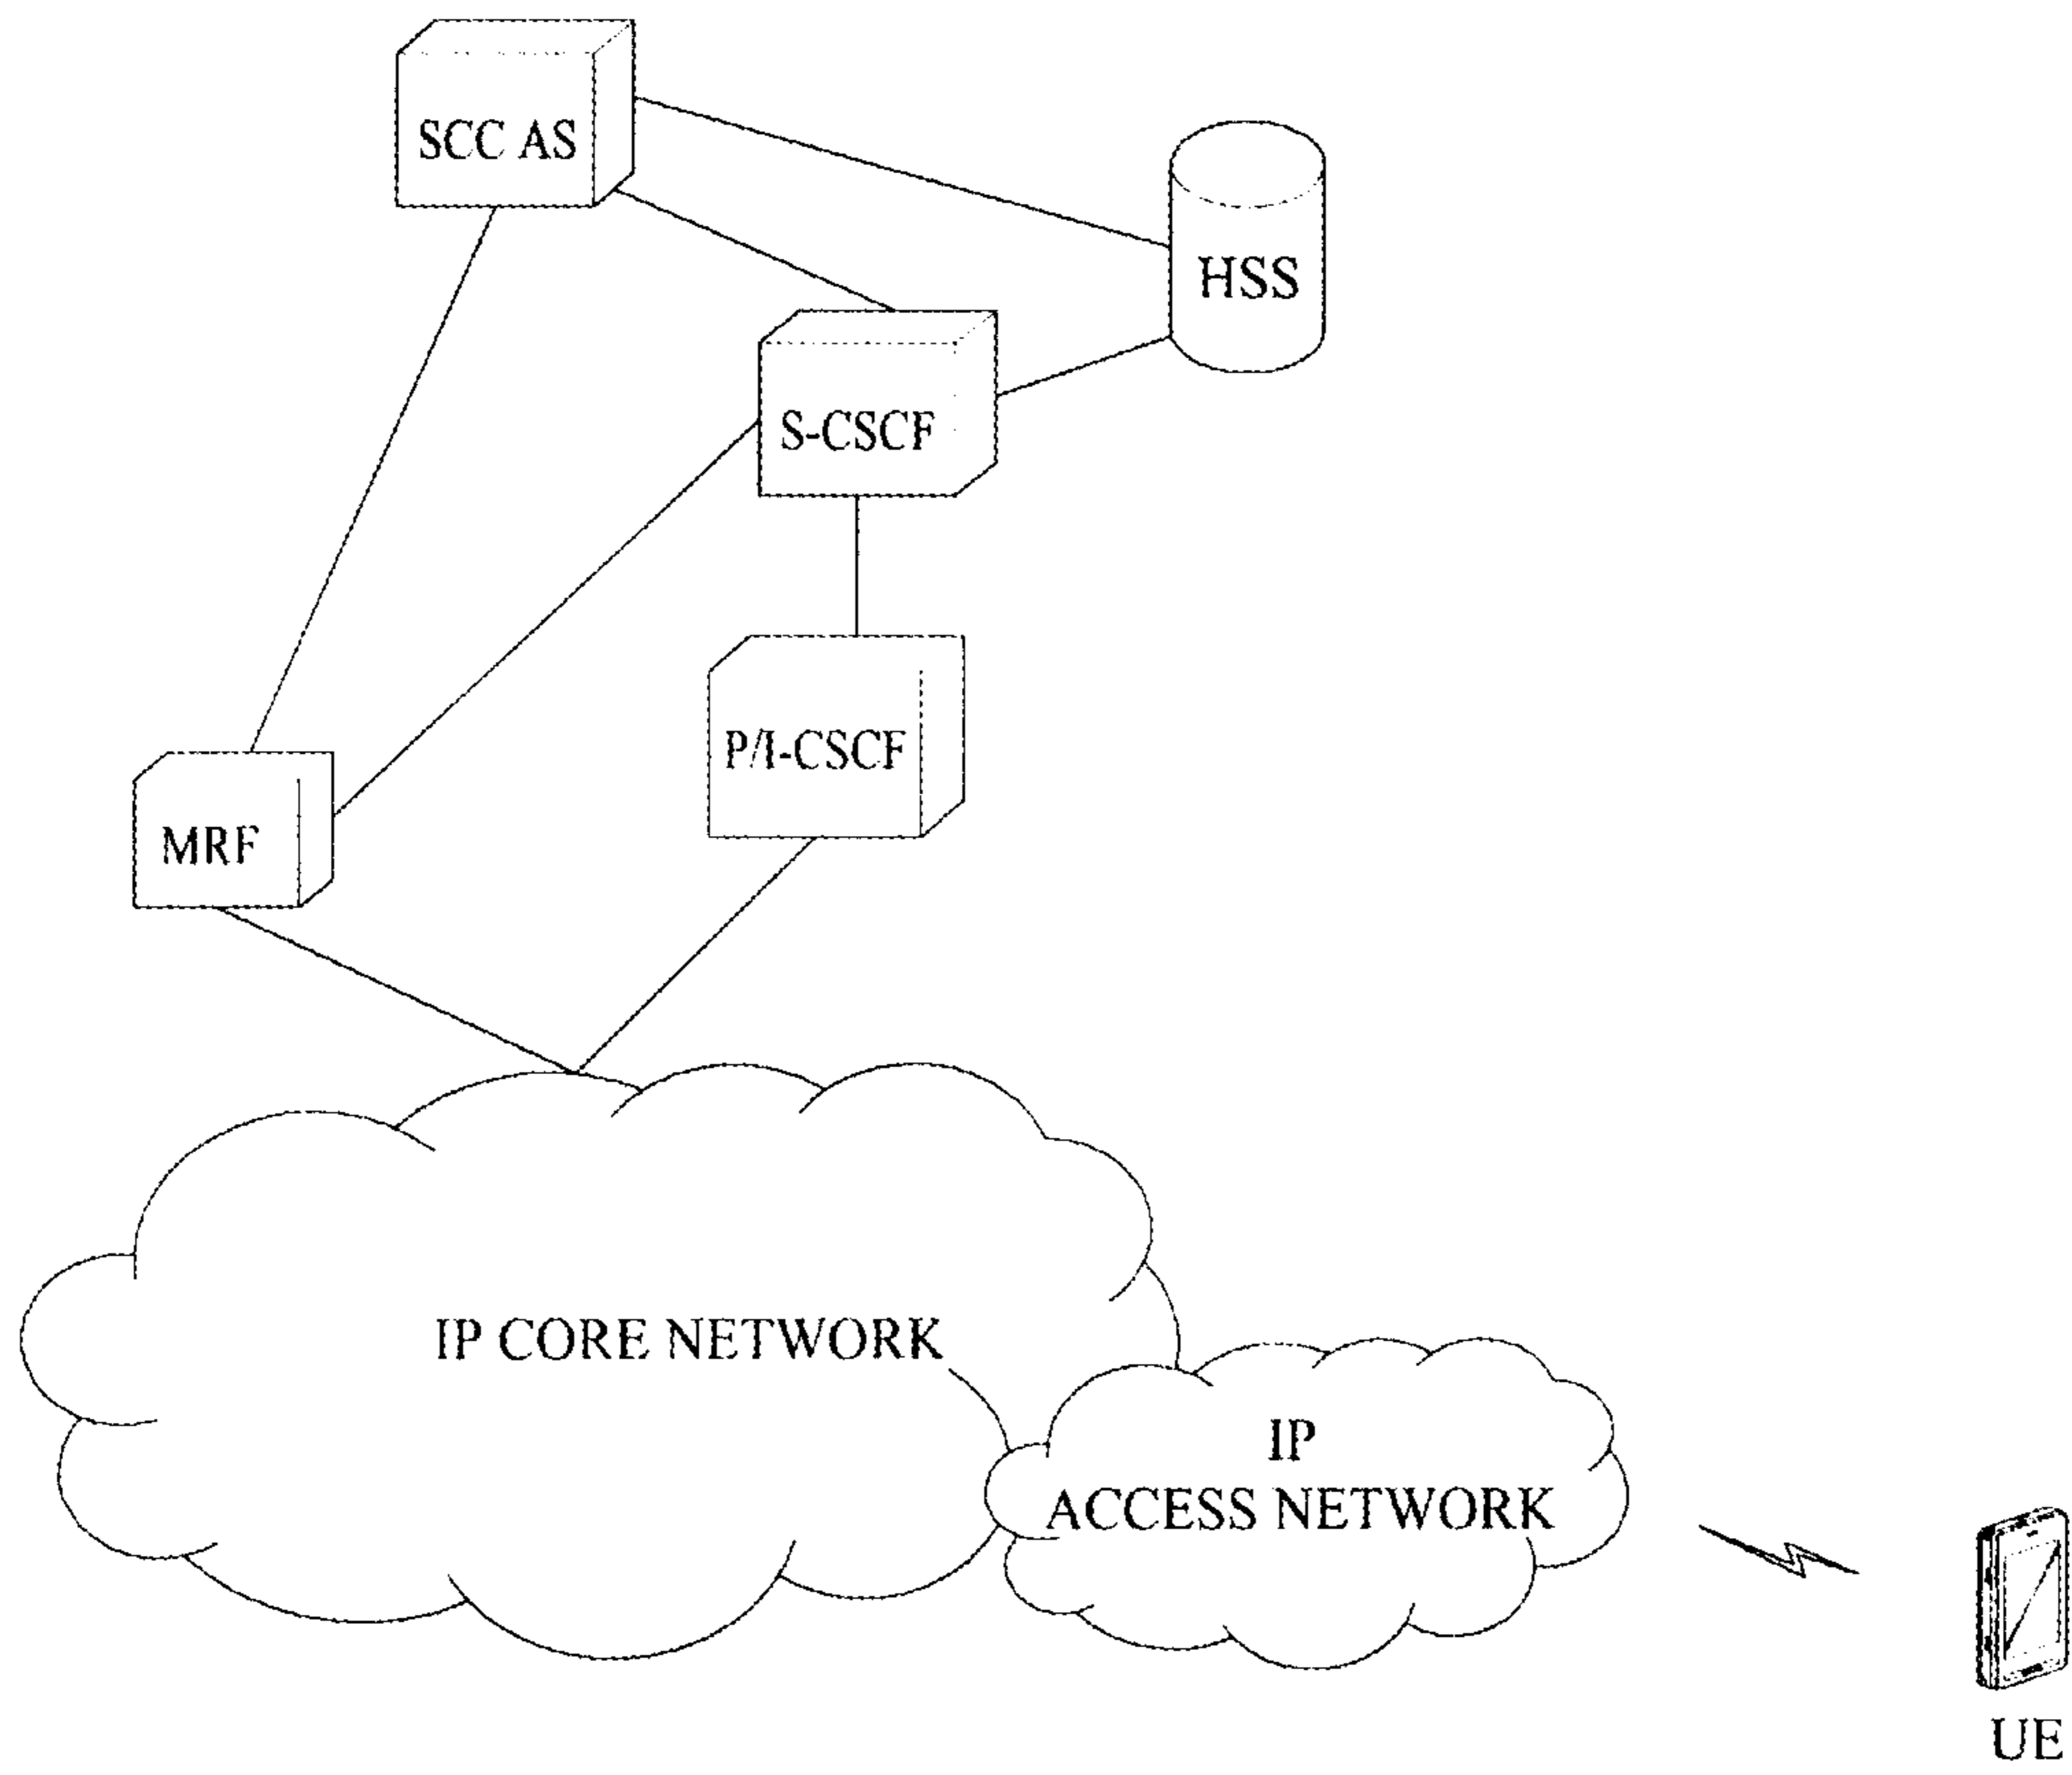 SCC AS
HSS
S-CSCF
P/I-CSCF
MRF
IP CORE NETWORK
IP
ACCESS NETWORK
UE